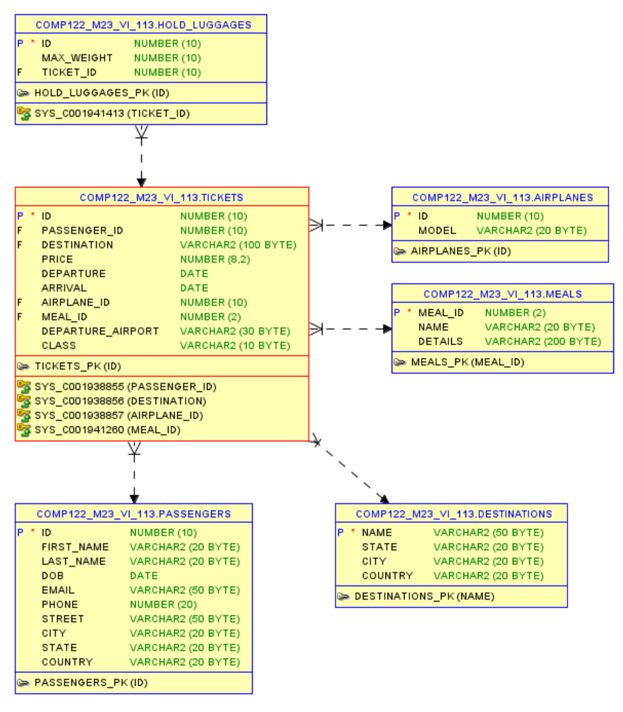 COMP122_M23_VI_113.HOLD_LUGGAGES
P * ID NUMBER (10)
MAX_WEIGHT NUMBER (10)
F TICKET_ID NUMBER (10)
HOLD_LUGGAGES_PK (ID)
SYS_C001941413 (TICKET_ID)
COMP122_M23_VI_113.TICKETS
P * ID NUMBER (10)
F PASSENGER_ID NUMBER (10)
F DESTINATION VARCHAR2 (100 BYTE)
PRICE NUMBER (8,2)
DEPARTURE DATE
ARRIVAL DATE
F AIRPLANE_ID NUMBER (10)
F MEAL_ID NUMBER (2)
DEPARTURE_AIRPORT VARCHAR2 (30 BYTE)
CLASS VARCHAR2 (10 BYTE)
TICKETS_PK (ID)
SYS_C001938855 (PASSENGER_ID)
SYS_C001938856 (DESTINATION)
SYS_C001938857 (AIRPLANE_ID)
SYS_C001941260 (MEAL_ID)
COMP122_M23_VI_113.AIRPLANES
P * ID NUMBER (10)
MODEL VARCHAR2 (20 BYTE)
AIRPLANES_PK (ID)
COMP122_M23_VI_113.MEALS
P * MEAL_ID NUMBER (2)
NAME VARCHAR2 (20 BYTE)
DETAILS VARCHAR2 (200 BYTE)
MEALS_PK (MEAL_ID)
COMP122_M23_VI_113.PASSENGERS
P * ID NUMBER (10)
FIRST_NAME VARCHAR2 (20 BYTE)
LAST_NAME VARCHAR2 (20 BYTE)
DOB DATE
EMAIL VARCHAR2 (50 BYTE)
PHONE NUMBER (20)
STREET VARCHAR2 (50 BYTE)
CITY VARCHAR2 (20 BYTE)
STATE VARCHAR2 (20 BYTE)
COUNTRY VARCHAR2 (20 BYTE)
PASSENGERS_PK (ID)
COMP122_M23_VI_113.DESTINATIONS
P * NAME VARCHAR2 (50 BYTE)
STATE VARCHAR2 (20 BYTE)
CITY VARCHAR2 (20 BYTE)
COUNTRY VARCHAR2 (20 BYTE)
DESTINATIONS_PK (NAME)